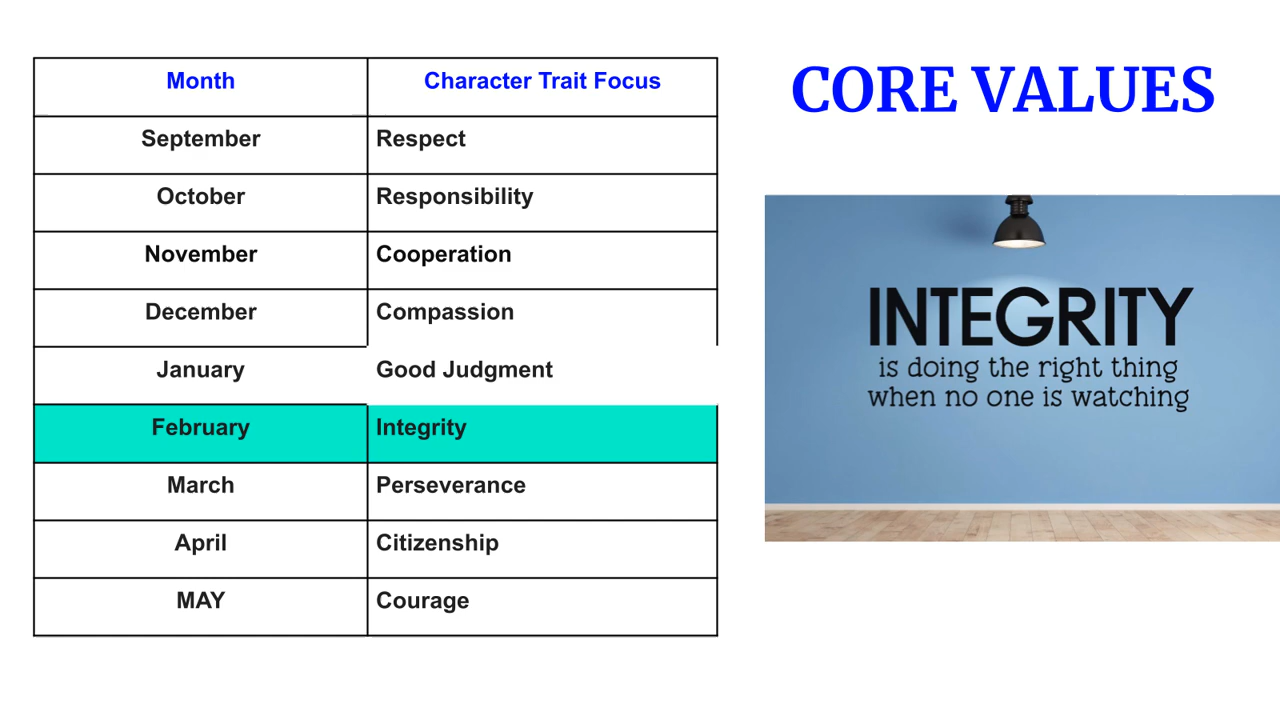 CORE VALUES
Month Character Trait Focus
September Respect
October Responsibility
November Cooperation
December Compassion
January Good Judgment
February Integrity
March Perseverance
April Citizenship
MAY Courage
INTEGRITY
is doing the right thing
when no one is watching